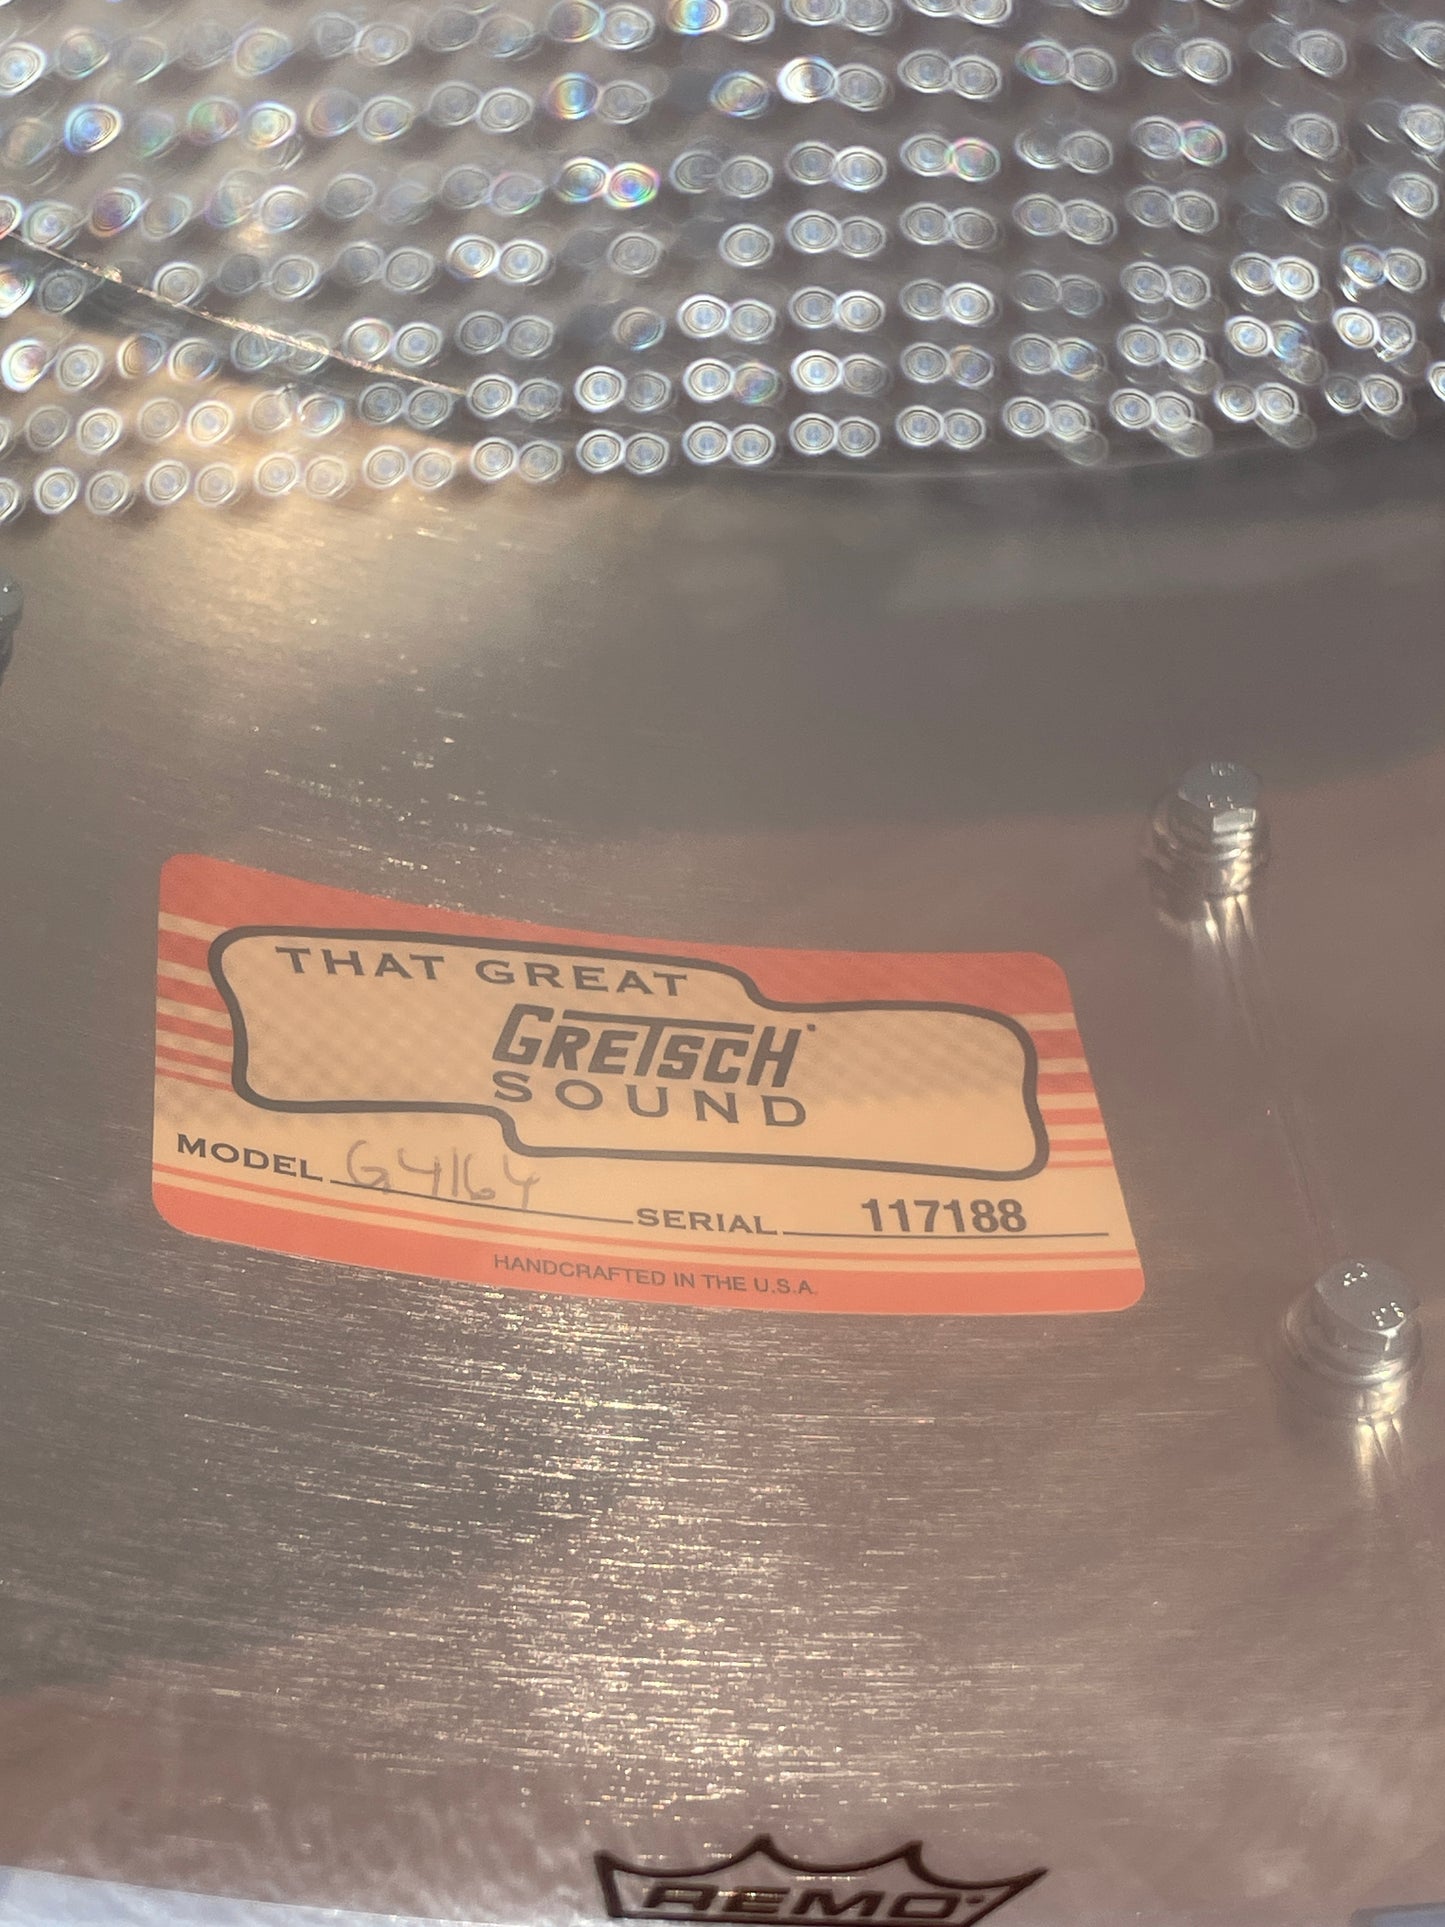 THAT GREAT
GRETSCH
SOUND
MODEL G4164
SERIAL 117188
HANDCRAFTED IN THE U.S.A.
REMO